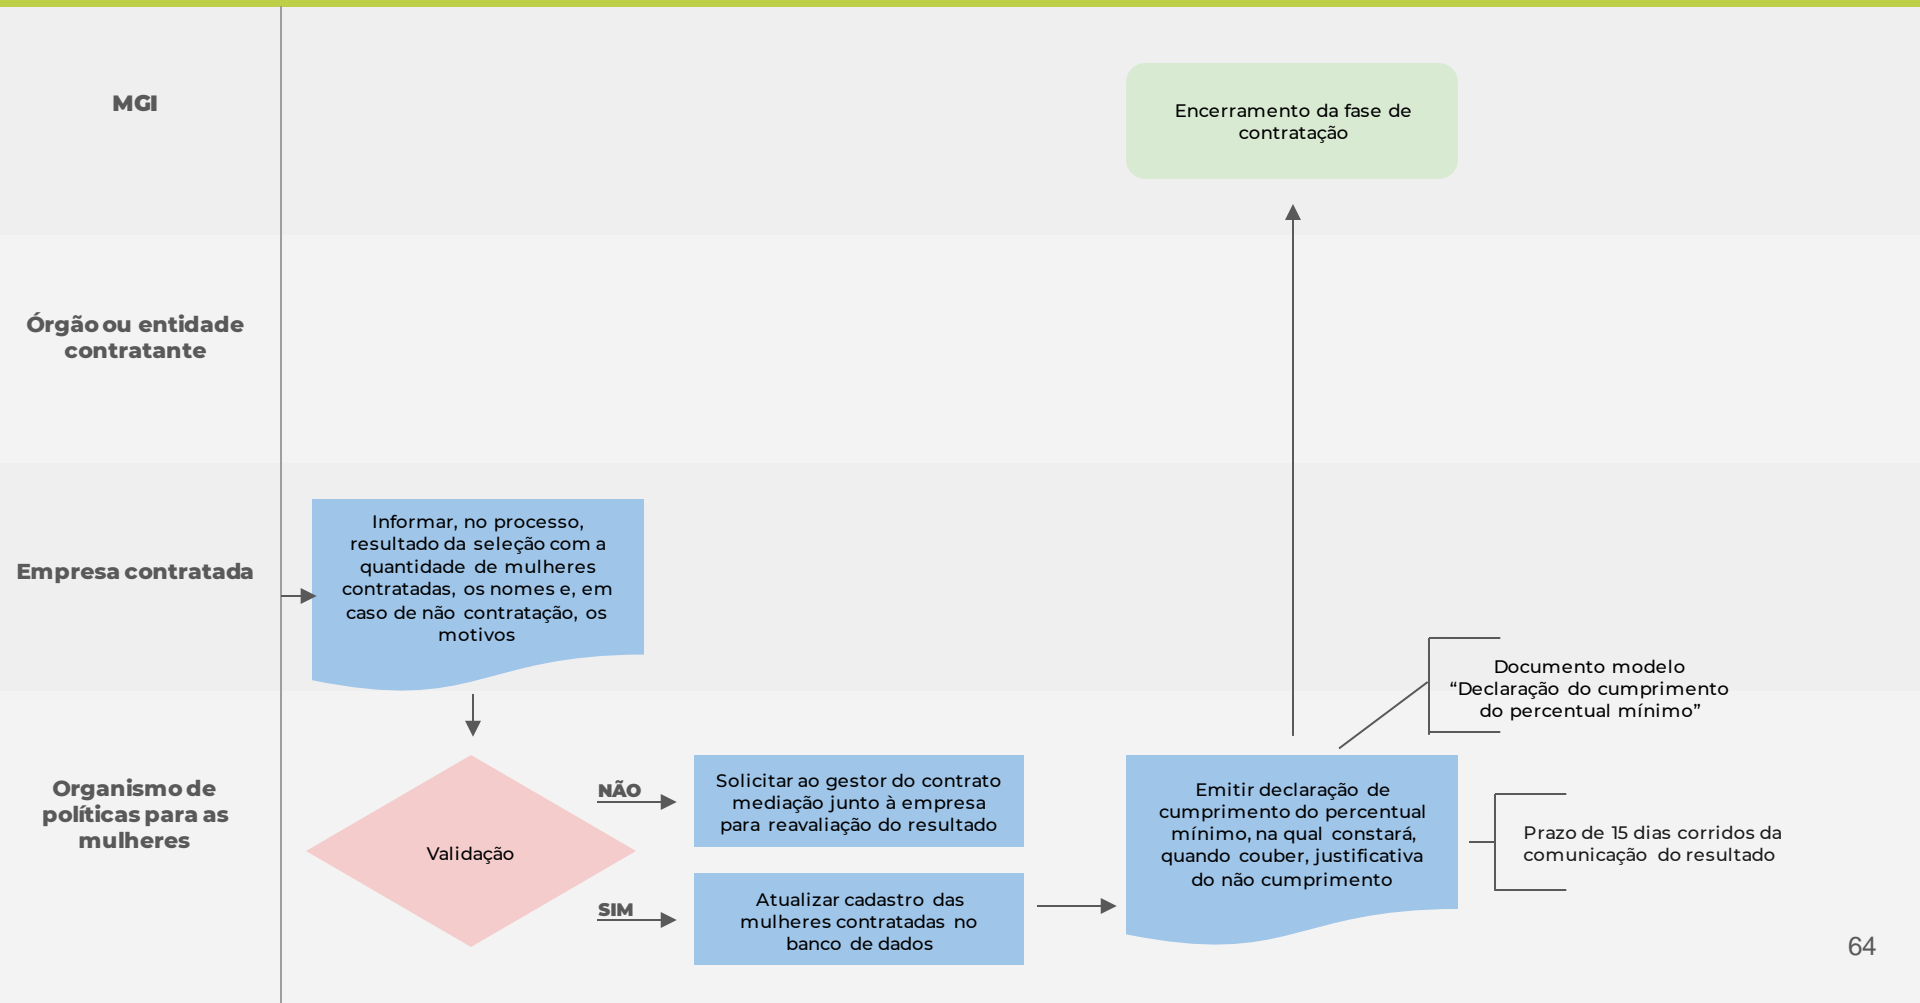 MGI
Encerramento da fase de
contratação
Órgão ou entidade
contratante
Empresa contratada
Informar, no processo,
resultado da seleção com a
quantidade de mulheres
contratadas, os nomes e, em
caso de não contratação, os
motivos
Documento modelo
“Declaração do cumprimento
do percentual mínimo”
Organismo de
políticas para as
mulheres
Validação
NÃO
Solicitar ao gestor do contrato
mediação junto à empresa
para reavaliação do resultado
SIM
Atualizar cadastro das
mulheres contratadas no
banco de dados
Emitir declaração de
cumprimento do percentual
mínimo, na qual constará,
quando couber, justificativa
do não cumprimento
Prazo de 15 dias corridos da
comunicação do resultado
64